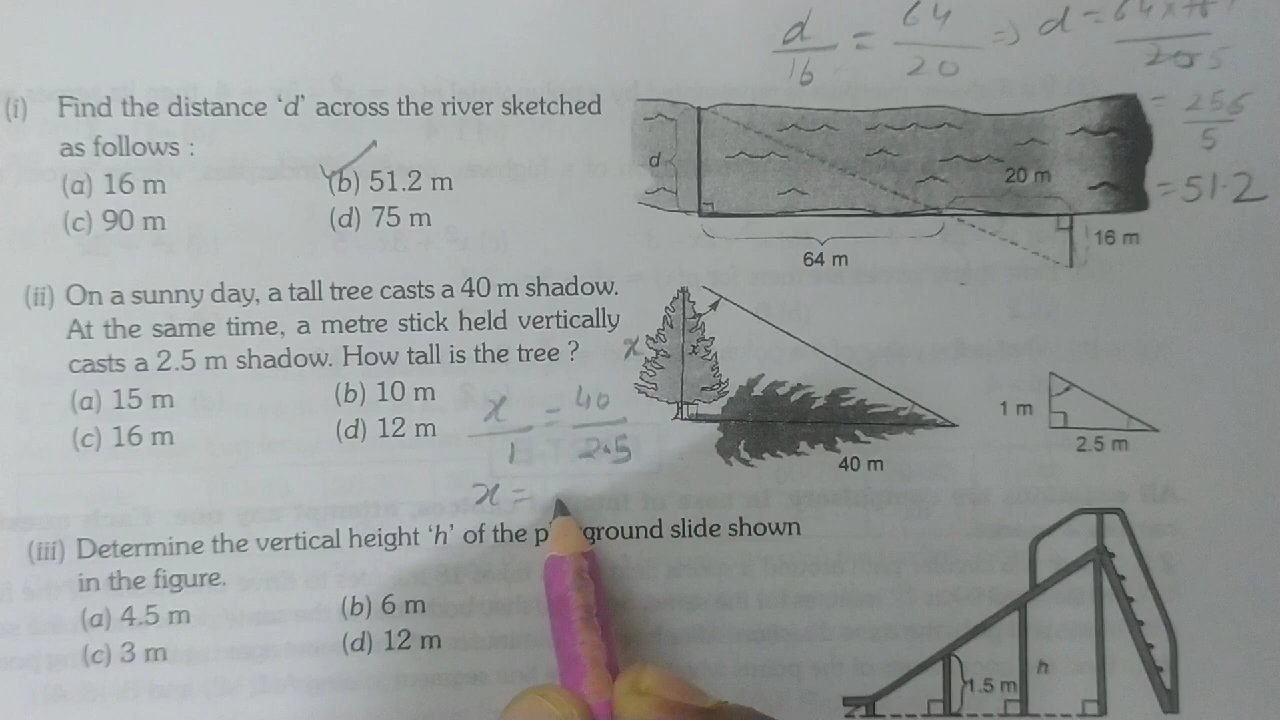 d/16 = 64/20 ⇒ d =
= 256/5
= 51.2
(i) Find the distance 'd' across the river sketched
as follows :
(a) 16 m (b) 51.2 m
(c) 90 m (d) 75 m
d
20 m
16 m
64 m
(ii) On a sunny day, a tall tree casts a 40 m shadow.
At the same time, a metre stick held vertically
casts a 2.5 m shadow. How tall is the tree ?
(a) 15 m (b) 10 m
(c) 16 m (d) 12 m
x
x
x/1 = 40/2.5
x =
40 m
1 m
2.5 m
(iii) Determine the vertical height 'h' of the p ground slide shown
in the figure.
(a) 4.5 m (b) 6 m
(c) 3 m (d) 12 m
1.5 m
h